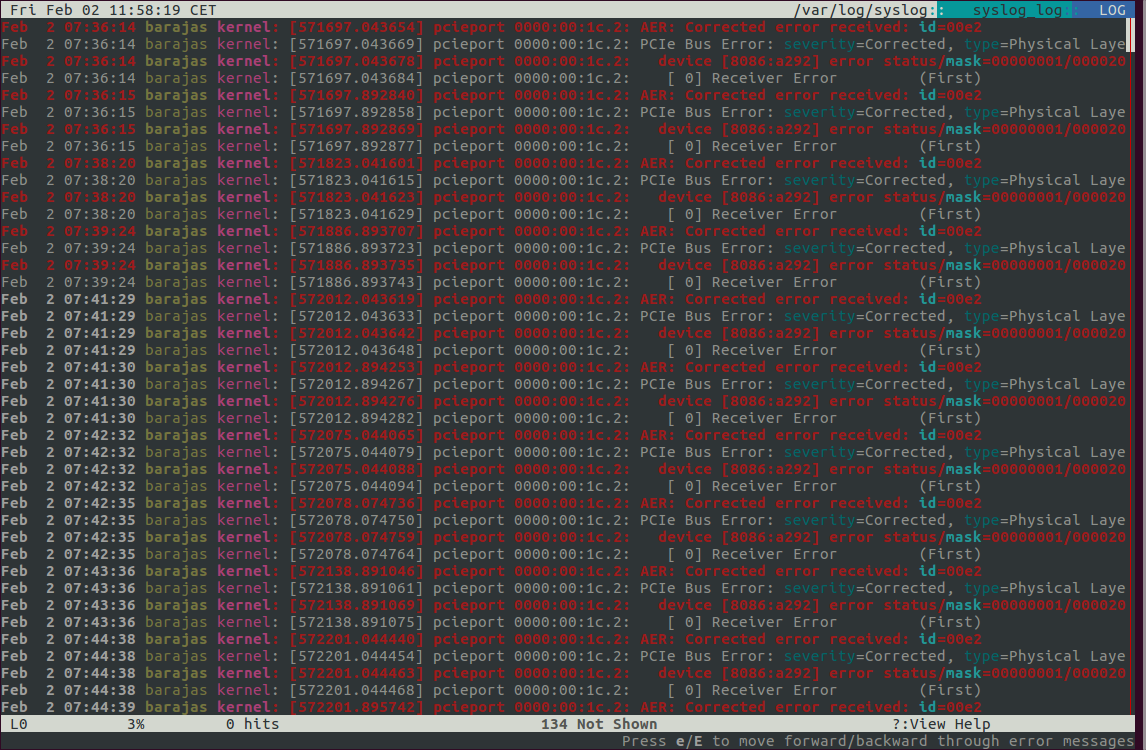 Fri Feb 02 11:58:19 CET /var/log/syslog: : syslog_log: : LOG
Feb  2 07:36:14 barajas kernel: [571697.043654] pcieport 0000:00:1c.2: AER: Corrected error received: id=00e2
Feb  2 07:36:14 barajas kernel: [571697.043669] pcieport 0000:00:1c.2: PCIe Bus Error: severity=Corrected, type=Physical Laye
Feb  2 07:36:14 barajas kernel: [571697.043678] pcieport 0000:00:1c.2:   device [8086:a292] error status/mask=00000001/000020
Feb  2 07:36:14 barajas kernel: [571697.043684] pcieport 0000:00:1c.2:    [ 0] Receiver Error         (First)
Feb  2 07:36:15 barajas kernel: [571697.892840] pcieport 0000:00:1c.2: AER: Corrected error received: id=00e2
Feb  2 07:36:15 barajas kernel: [571697.892858] pcieport 0000:00:1c.2: PCIe Bus Error: severity=Corrected, type=Physical Laye
Feb  2 07:36:15 barajas kernel: [571697.892869] pcieport 0000:00:1c.2:   device [8086:a292] error status/mask=00000001/000020
Feb  2 07:36:15 barajas kernel: [571697.892877] pcieport 0000:00:1c.2:    [ 0] Receiver Error         (First)
Feb  2 07:38:20 barajas kernel: [571823.041601] pcieport 0000:00:1c.2: AER: Corrected error received: id=00e2
Feb  2 07:38:20 barajas kernel: [571823.041615] pcieport 0000:00:1c.2: PCIe Bus Error: severity=Corrected, type=Physical Laye
Feb  2 07:38:20 barajas kernel: [571823.041623] pcieport 0000:00:1c.2:   device [8086:a292] error status/mask=00000001/000020
Feb  2 07:38:20 barajas kernel: [571823.041629] pcieport 0000:00:1c.2:    [ 0] Receiver Error         (First)
Feb  2 07:39:24 barajas kernel: [571886.893707] pcieport 0000:00:1c.2: AER: Corrected error received: id=00e2
Feb  2 07:39:24 barajas kernel: [571886.893723] pcieport 0000:00:1c.2: PCIe Bus Error: severity=Corrected, type=Physical Laye
Feb  2 07:39:24 barajas kernel: [571886.893735] pcieport 0000:00:1c.2:   device [8086:a292] error status/mask=00000001/000020
Feb  2 07:39:24 barajas kernel: [571886.893743] pcieport 0000:00:1c.2:    [ 0] Receiver Error         (First)
Feb  2 07:41:29 barajas kernel: [572012.043619] pcieport 0000:00:1c.2: AER: Corrected error received: id=00e2
Feb  2 07:41:29 barajas kernel: [572012.043633] pcieport 0000:00:1c.2: PCIe Bus Error: severity=Corrected, type=Physical Laye
Feb  2 07:41:29 barajas kernel: [572012.043642] pcieport 0000:00:1c.2:   device [8086:a292] error status/mask=00000001/000020
Feb  2 07:41:29 barajas kernel: [572012.043648] pcieport 0000:00:1c.2:    [ 0] Receiver Error         (First)
Feb  2 07:41:30 barajas kernel: [572012.894253] pcieport 0000:00:1c.2: AER: Corrected error received: id=00e2
Feb  2 07:41:30 barajas kernel: [572012.894267] pcieport 0000:00:1c.2: PCIe Bus Error: severity=Corrected, type=Physical Laye
Feb  2 07:41:30 barajas kernel: [572012.894276] pcieport 0000:00:1c.2:   device [8086:a292] error status/mask=00000001/000020
Feb  2 07:41:30 barajas kernel: [572012.894282] pcieport 0000:00:1c.2:    [ 0] Receiver Error         (First)
Feb  2 07:42:32 barajas kernel: [572075.044065] pcieport 0000:00:1c.2: AER: Corrected error received: id=00e2
Feb  2 07:42:32 barajas kernel: [572075.044079] pcieport 0000:00:1c.2: PCIe Bus Error: severity=Corrected, type=Physical Laye
Feb  2 07:42:32 barajas kernel: [572075.044088] pcieport 0000:00:1c.2:   device [8086:a292] error status/mask=00000001/000020
Feb  2 07:42:32 barajas kernel: [572075.044094] pcieport 0000:00:1c.2:    [ 0] Receiver Error         (First)
Feb  2 07:42:35 barajas kernel: [572078.074736] pcieport 0000:00:1c.2: AER: Corrected error received: id=00e2
Feb  2 07:42:35 barajas kernel: [572078.074750] pcieport 0000:00:1c.2: PCIe Bus Error: severity=Corrected, type=Physical Laye
Feb  2 07:42:35 barajas kernel: [572078.074759] pcieport 0000:00:1c.2:   device [8086:a292] error status/mask=00000001/000020
Feb  2 07:42:35 barajas kernel: [572078.074764] pcieport 0000:00:1c.2:    [ 0] Receiver Error         (First)
Feb  2 07:43:36 barajas kernel: [572138.891046] pcieport 0000:00:1c.2: AER: Corrected error received: id=00e2
Feb  2 07:43:36 barajas kernel: [572138.891061] pcieport 0000:00:1c.2: PCIe Bus Error: severity=Corrected, type=Physical Laye
Feb  2 07:43:36 barajas kernel: [572138.891069] pcieport 0000:00:1c.2:   device [8086:a292] error status/mask=00000001/000020
Feb  2 07:43:36 barajas kernel: [572138.891075] pcieport 0000:00:1c.2:    [ 0] Receiver Error         (First)
Feb  2 07:44:38 barajas kernel: [572201.044440] pcieport 0000:00:1c.2: AER: Corrected error received: id=00e2
Feb  2 07:44:38 barajas kernel: [572201.044454] pcieport 0000:00:1c.2: PCIe Bus Error: severity=Corrected, type=Physical Laye
Feb  2 07:44:38 barajas kernel: [572201.044463] pcieport 0000:00:1c.2:   device [8086:a292] error status/mask=00000001/000020
Feb  2 07:44:38 barajas kernel: [572201.044468] pcieport 0000:00:1c.2:    [ 0] Receiver Error         (First)
Feb  2 07:44:39 barajas kernel: [572201.895742] pcieport 0000:00:1c.2: AER: Corrected error received: id=00e2
L0 3% 0 hits 134 Not Shown ?:View Help
Press e/E to move forward/backward through error messages